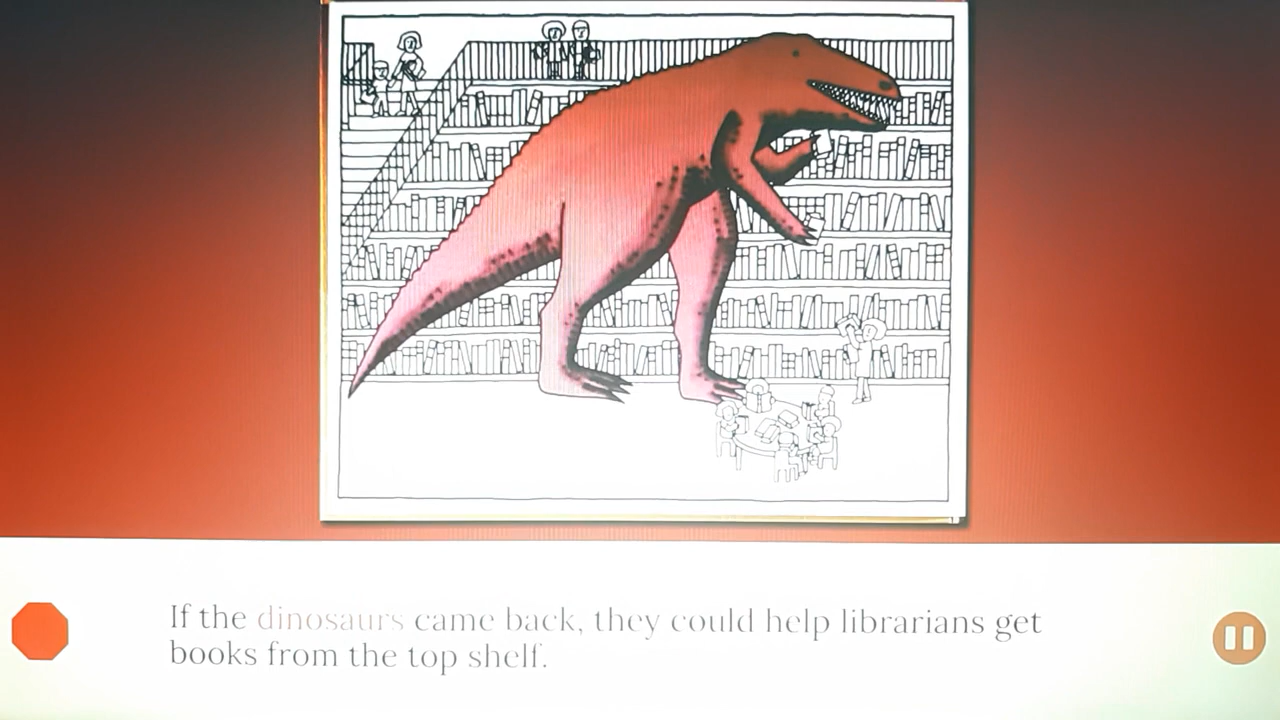 If the dinosaurs came back, they could help librarians get
books from the top shelf.